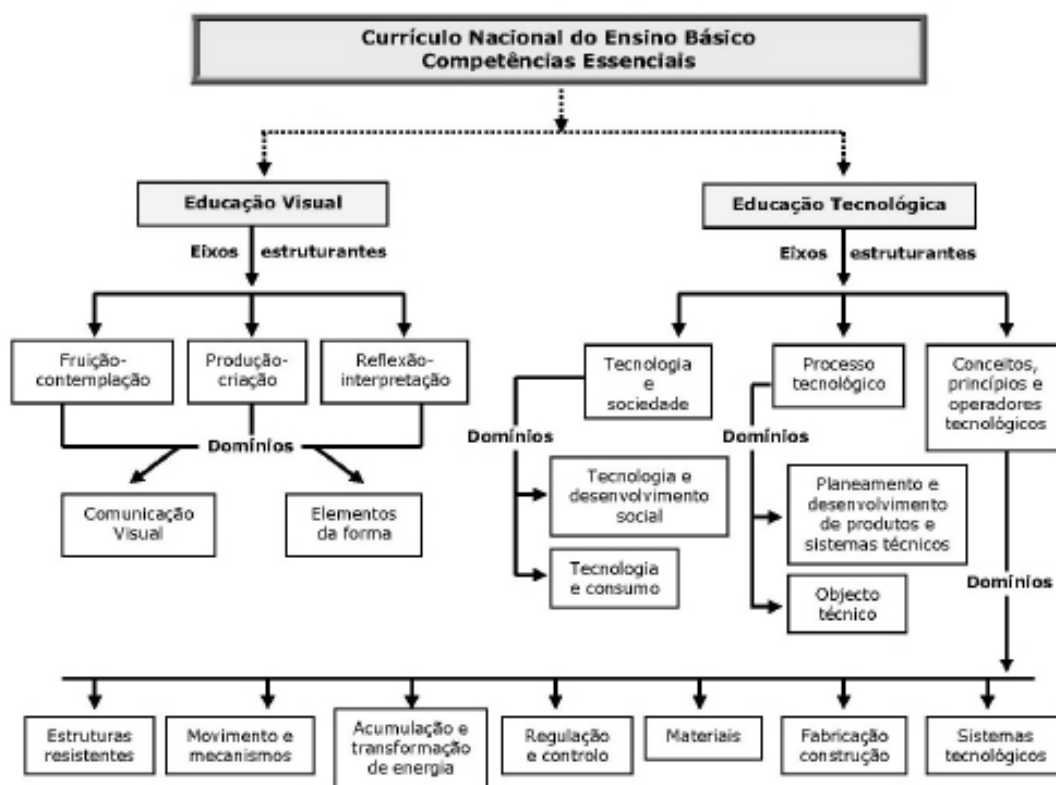 Currículo Nacional do Ensino Básico
Competências Essenciais
Educação Visual
Educação Tecnológica
Eixos estruturantes
Eixos estruturantes
Fruição-
contemplação
Produção-
criação
Reflexão-
interpretação
Tecnologia
e
sociedade
Processo
tecnológico
Conceitos,
princípios e
operadores
tecnológicos
Domínios
Domínios
Domínios
Comunicação
Visual
Elementos
da forma
Tecnologia e
desenvolvimento
social
Planeamento e
desenvolvimento
de produtos e
sistemas técnicos
Tecnologia
e consumo
Objecto
técnico
Domínios
Estruturas
resistentes
Movimento e
mecanismos
Acumulação e
transformação
de energia
Regulação
e controlo
Materiais
Fabricação
construção
Sistemas
tecnológicos